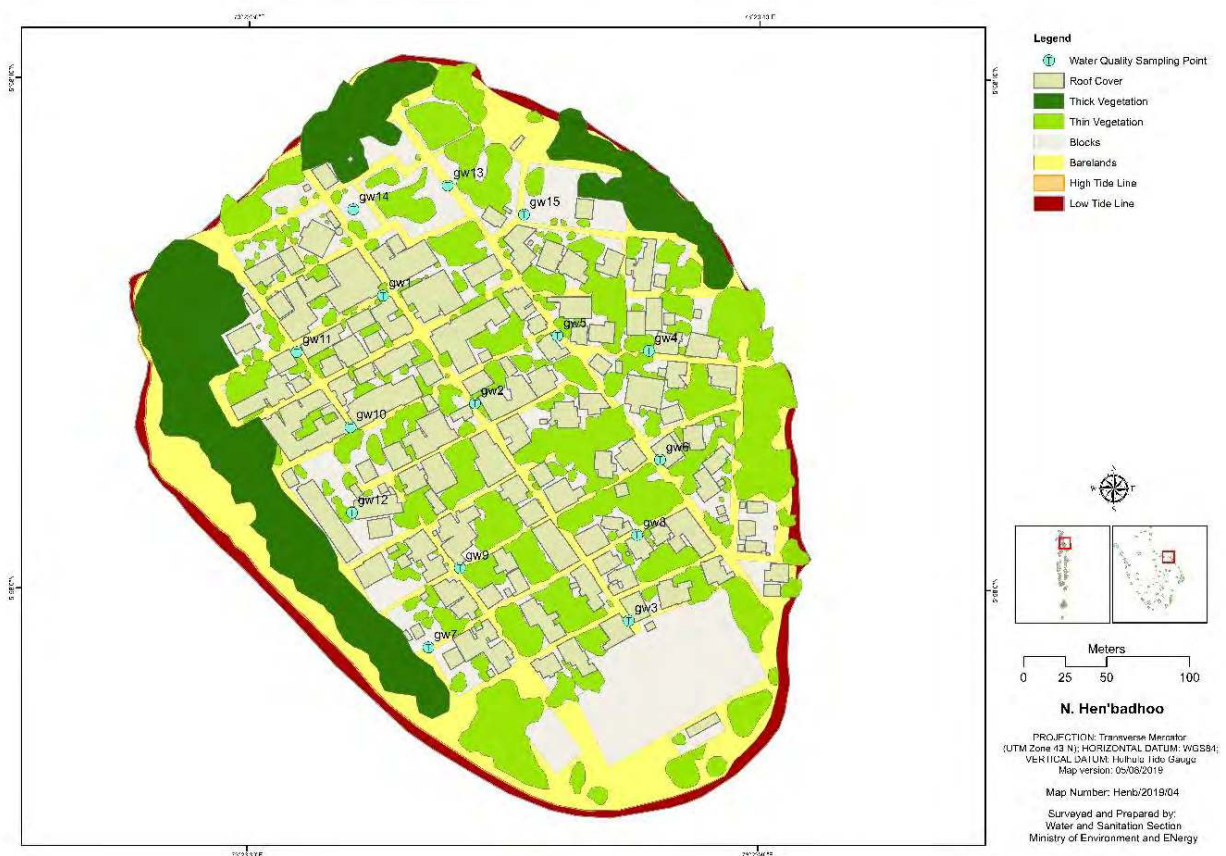 Legend
Water Quality Sampling Point
Roof Cover
Thick Vegetation
Thin Vegetation
Blocks
Barelands
High Tide Line
Low Tide Line
gw13
gw14
gw15
gw1
gw5
gw11
gw4
gw2
gw10
gw6
gw12
gw8
gw9
gw3
gw7
Meters
0 25 50 100
N. Hen'badhoo
PROJECTION: Transverse Mercator
(UTM Zone 43 N); HORIZONTAL DATUM: WGS84;
VERTICAL DATUM: Hulhule Tide Gauge
Map version: 05/08/2019
Map Number: Henb/2019/04
Surveyad and Prepared by:
Water and Sanitation Section
Ministry of Environment and ENergy